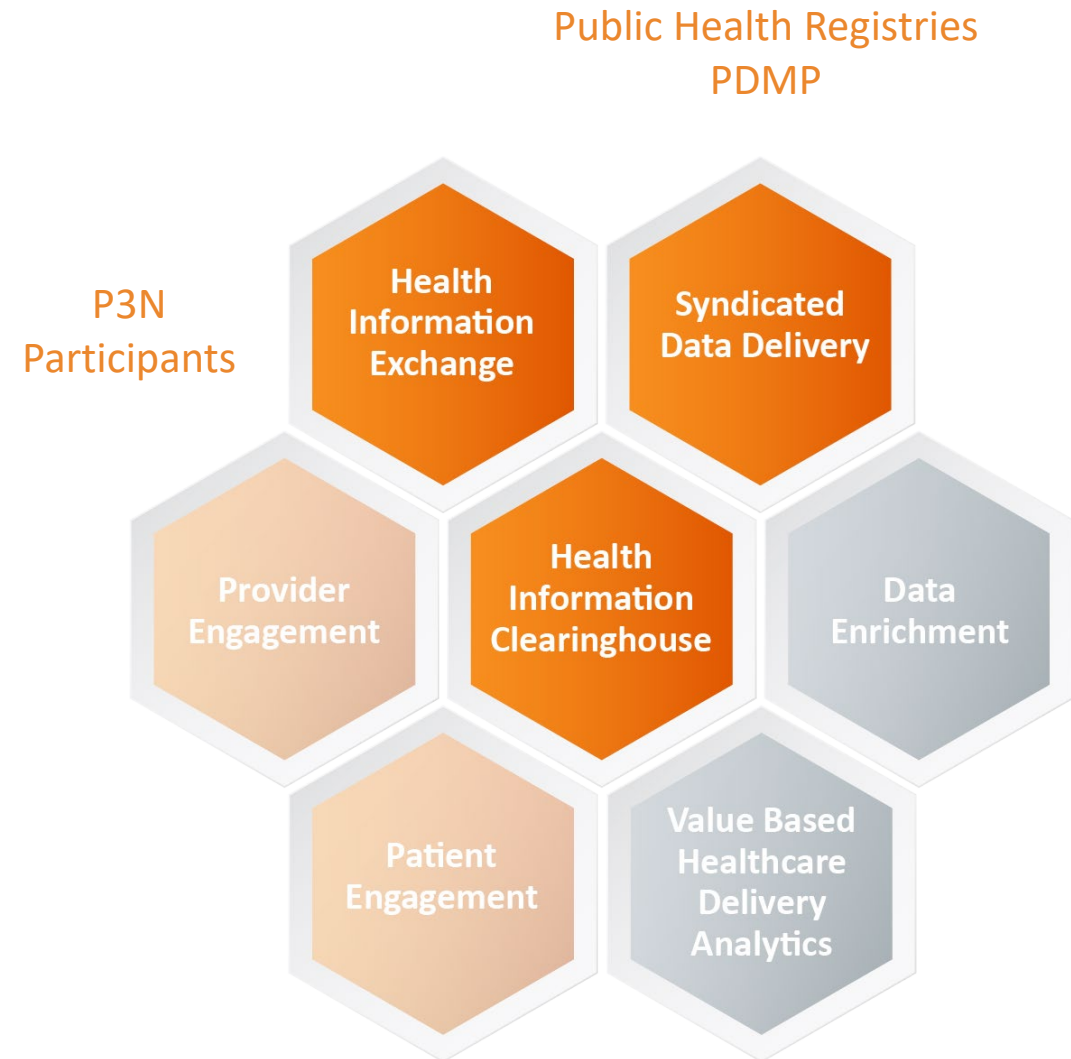 Public Health Registries
PDMP
P3N
Participants
Health
Information
Exchange
Syndicated
Data Delivery
Provider
Engagement
Health
Information
Clearinghouse
Data
Enrichment
Patient
Engagement
Value Based
Healthcare
Delivery
Analytics